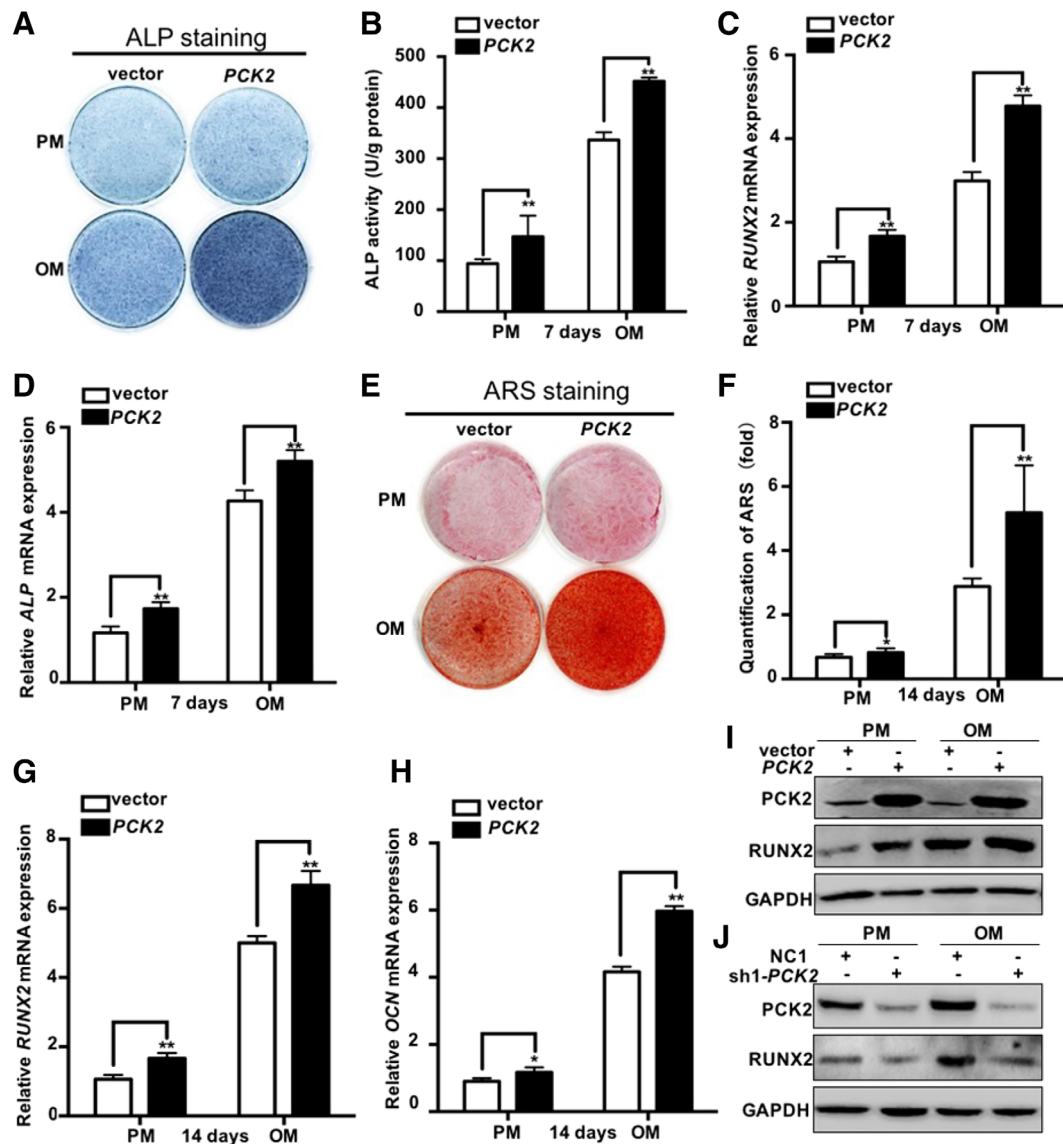 A
ALP staining
vector PCK2
PM
OM
B
vector
PCK2
ALP activity (U/g protein)
500
400
300
200
100
0
**
**
PM 7 days OM
C
vector
PCK2
Relative RUNX2 mRNA expression
6
4
2
0
**
**
PM 7 days OM
D
vector
PCK2
Relative ALP mRNA expression
6
4
2
0
**
**
PM 7 days OM
E
ARS staining
vector PCK2
PM
OM
F
vector
PCK2
Quantification of ARS (fold)
8
6
4
2
0
*
**
PM 14 days OM
G
vector
PCK2
Relative RUNX2 mRNA expression
8
6
4
2
0
**
**
PM 14 days OM
H
vector
PCK2
Relative OCN mRNA expression
8
6
4
2
0
*
**
PM 14 days OM
I
PM OM
vector + - + -
PCK2 - + - +
PCK2
RUNX2
GAPDH
J
PM OM
NC1 + - + -
sh1-PCK2 - + - +
PCK2
RUNX2
GAPDH